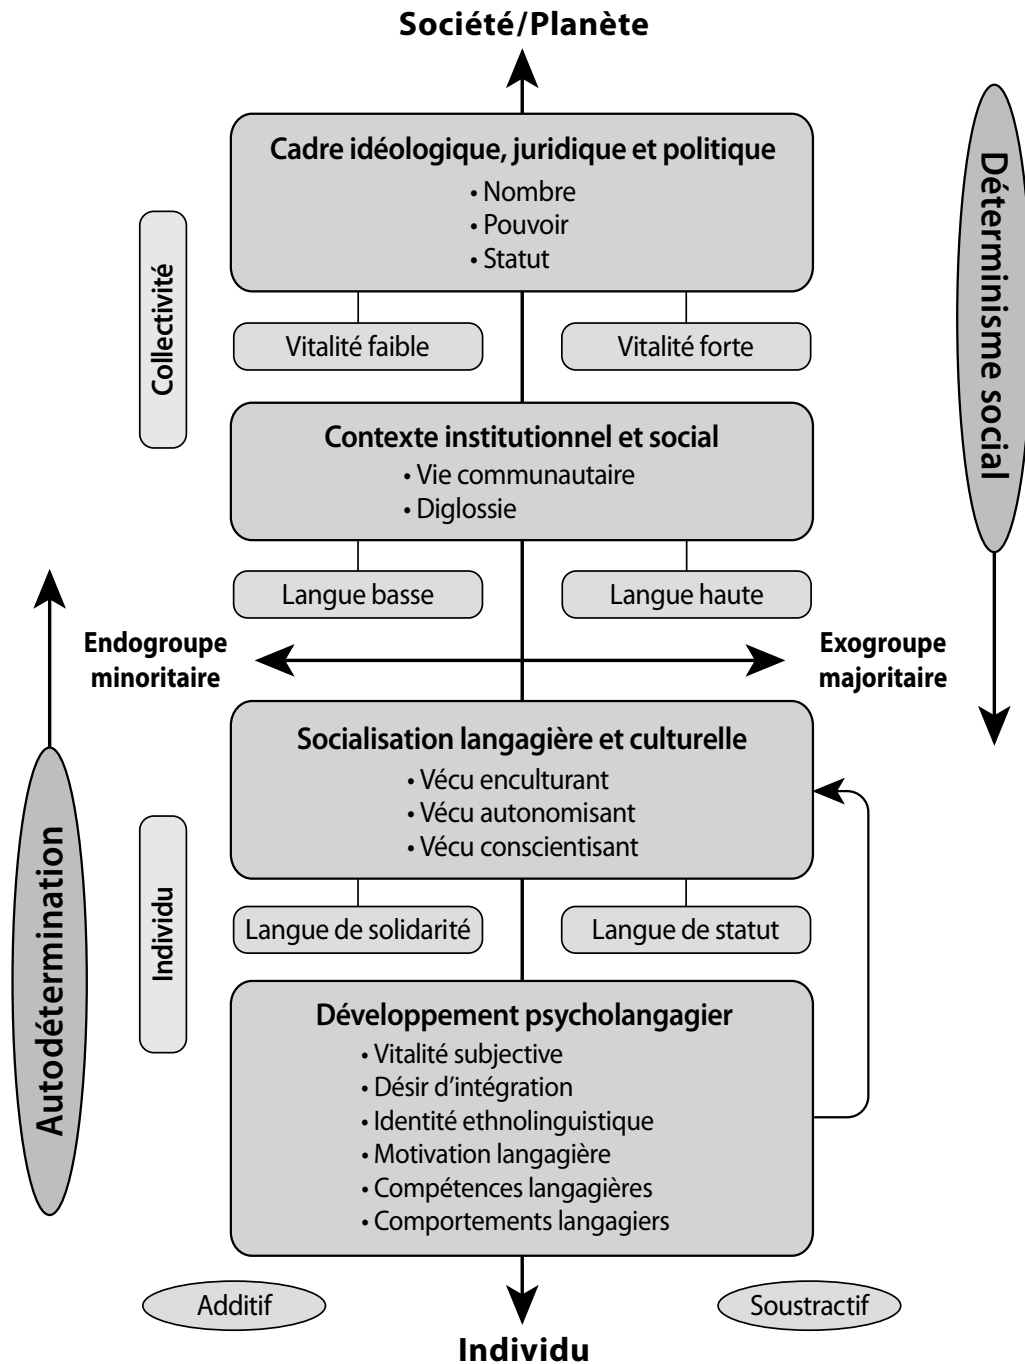 Société/Planète
Cadre idéologique, juridique et politique
• Nombre
• Pouvoir
• Statut
Déterminisme social
Collectivité
Vitalité faible
Vitalité forte
Contexte institutionnel et social
• Vie communautaire
• Diglossie
Langue basse
Langue haute
Endogroupe
minoritaire
Exogroupe
majoritaire
Socialisation langagière et culturelle
• Vécu enculturant
• Vécu autonomisant
• Vécu conscientisant
Autodétermination
Individu
Langue de solidarité
Langue de statut
Développement psycholangagier
• Vitalité subjective
• Désir d’intégration
• Identité ethnolinguistique
• Motivation langagière
• Compétences langagières
• Comportements langagiers
Additif
Soustractif
Individu